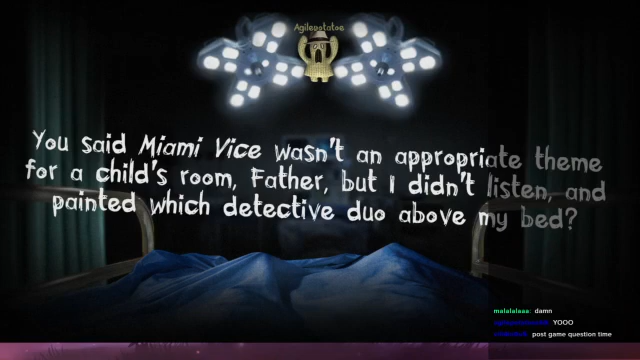 Agilepotatoe
You said Miami Vice wasn't an appropriate theme
for a child's room, Father, but I didn't listen, and
painted which detective duo above my bed?
malalalaaa: damn
YOOO
post game question time